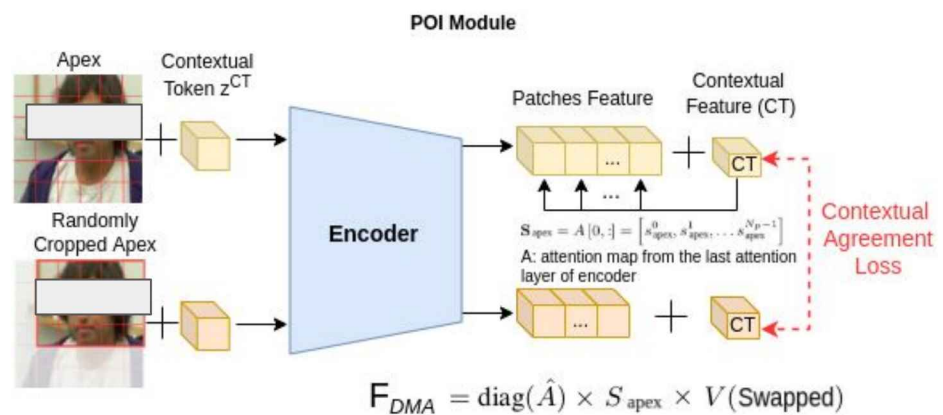 POI Module
Apex
Contextual
Token z^CT
Patches Feature
Contextual
Feature (CT)
...
CT
...
Encoder
S_apex = A [0, :] = [s^0_apex, s^1_apex, . . . s^{N_P−1}_apex]
A: attention map from the last attention
layer of encoder
Contextual
Agreement
Loss
Randomly
Cropped Apex
...
CT
F_DMA = diag(Â) × S_apex × V(Swapped)